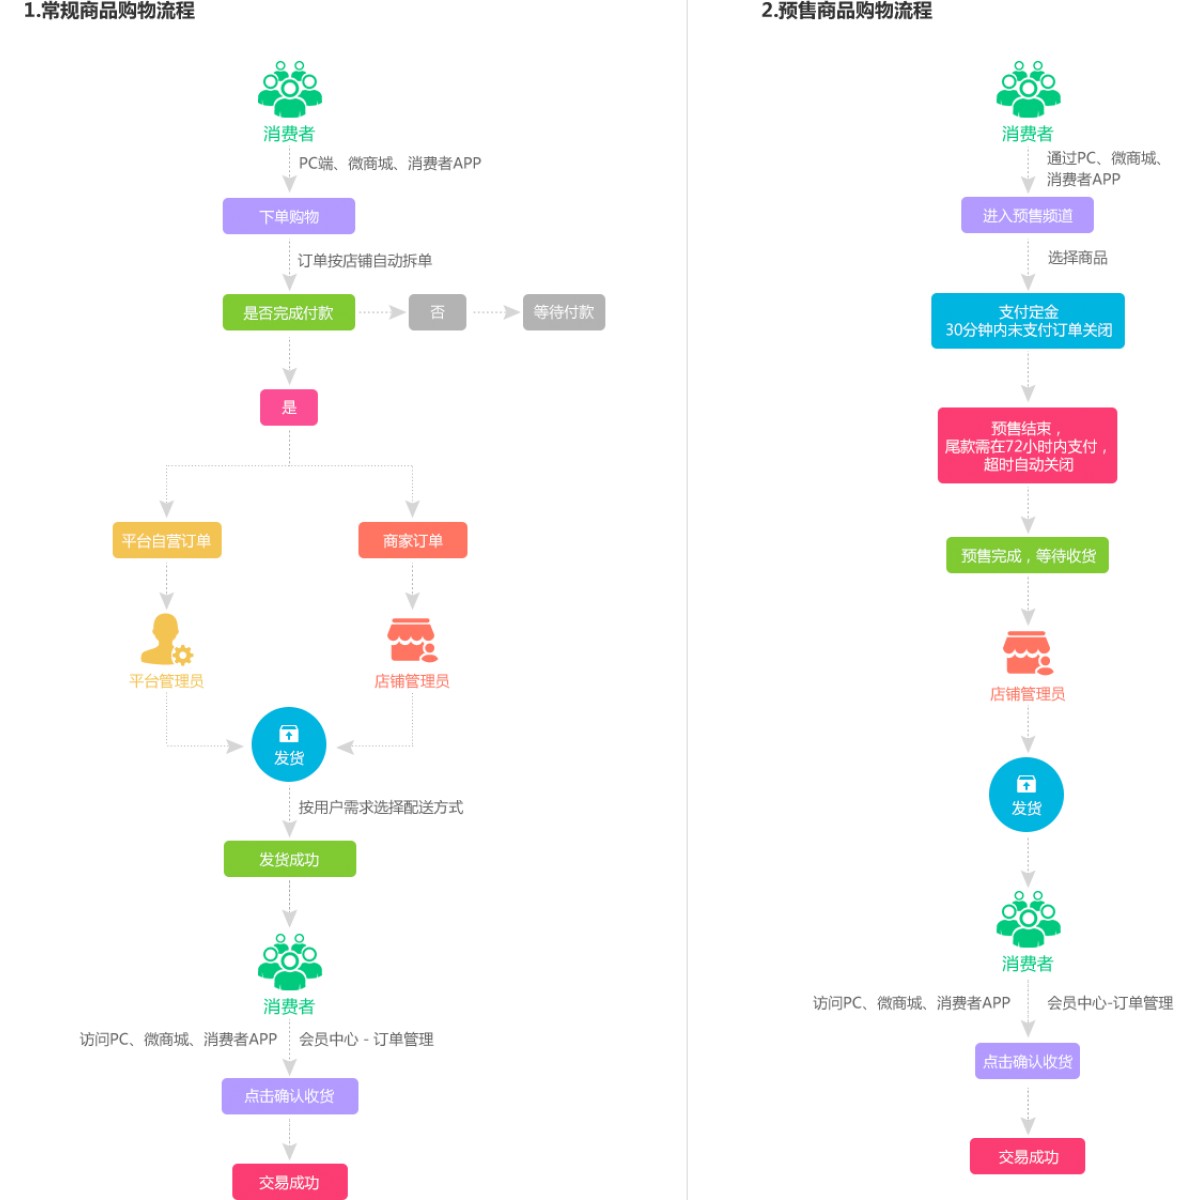 1.常规商品购物流程
消费者
PC端、微商城、消费者APP
下单购物
订单按店铺自动拆单
是否完成付款
否
等待付款
是
平台自营订单
商家订单
平台管理员
店铺管理员
发货
按用户需求选择配送方式
发货成功
消费者
访问PC、微商城、消费者APP
会员中心 - 订单管理
点击确认收货
交易成功
2.预售商品购物流程
消费者
通过PC、微商城、
消费者APP
进入预售频道
选择商品
支付定金
30分钟内未支付订单关闭
预售结束，
尾款需在72小时内支付，
超时自动关闭
预售完成，等待收货
店铺管理员
发货
消费者
访问PC、微商城、消费者APP
会员中心-订单管理
点击确认收货
交易成功